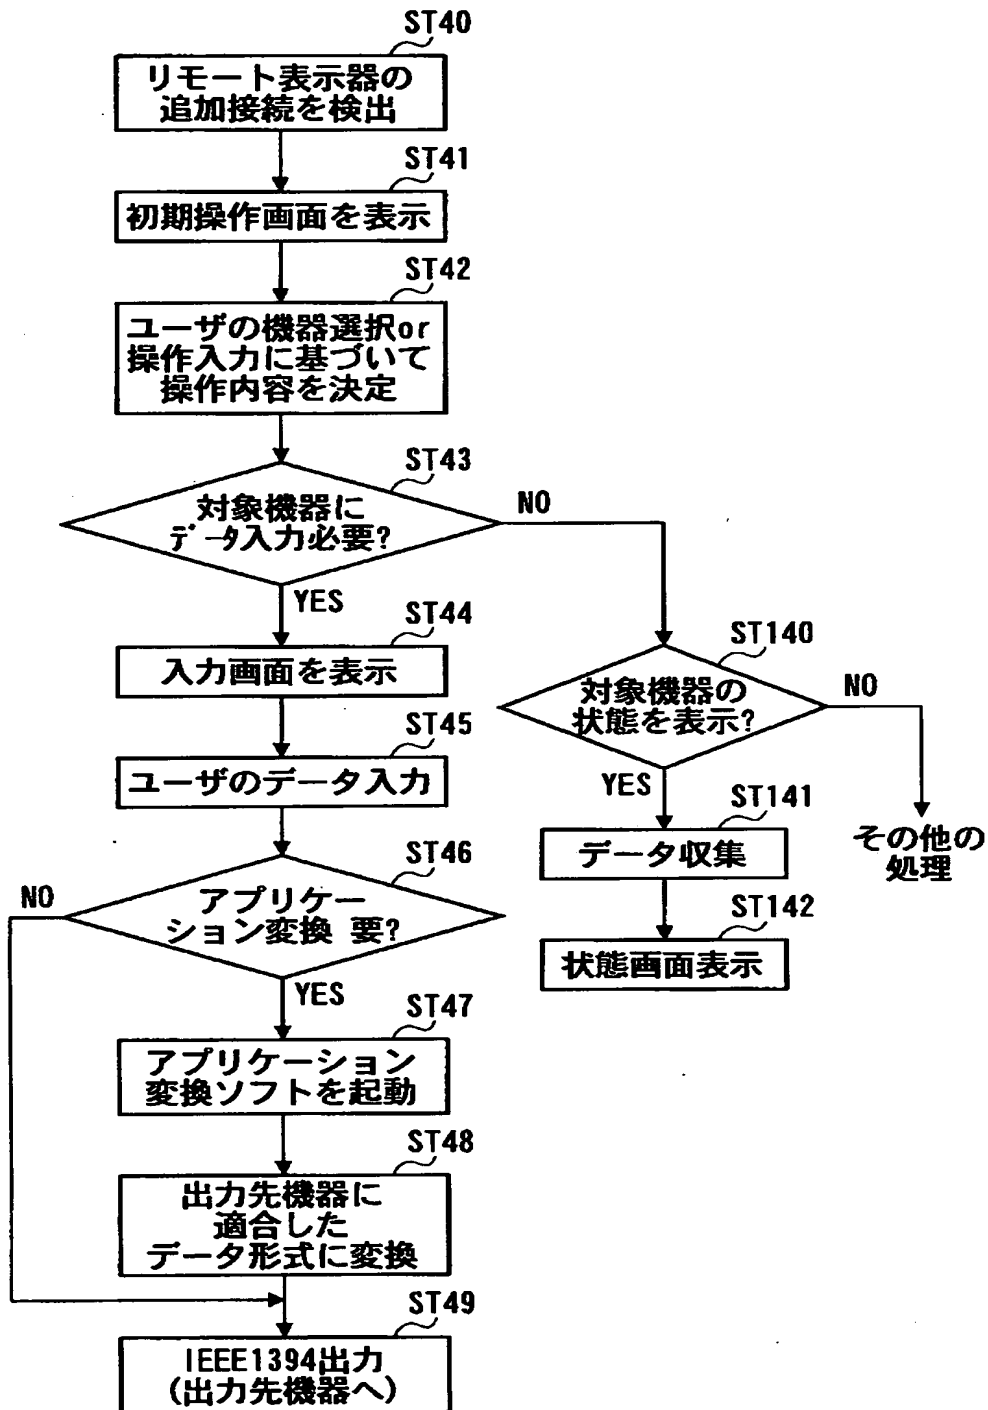 ST40
リモート表示器の
追加接続を検出
ST41
初期操作画面を表示
ST42
ユーザの機器選択or
操作入力に基づいて
操作内容を決定
ST43
対象機器に
データ入力必要?
NO
YES
ST44
入力画面を表示
ST45
ユーザのデータ入力
ST46
アプリケー
ション変換 要?
NO
YES
ST47
アプリケーション
変換ソフトを起動
ST48
出力先機器に
適合した
データ形式に変換
ST49
IEEE1394出力
(出力先機器へ)
ST140
対象機器の
状態を表示?
NO
YES
その他の
処理
ST141
データ収集
ST142
状態画面表示